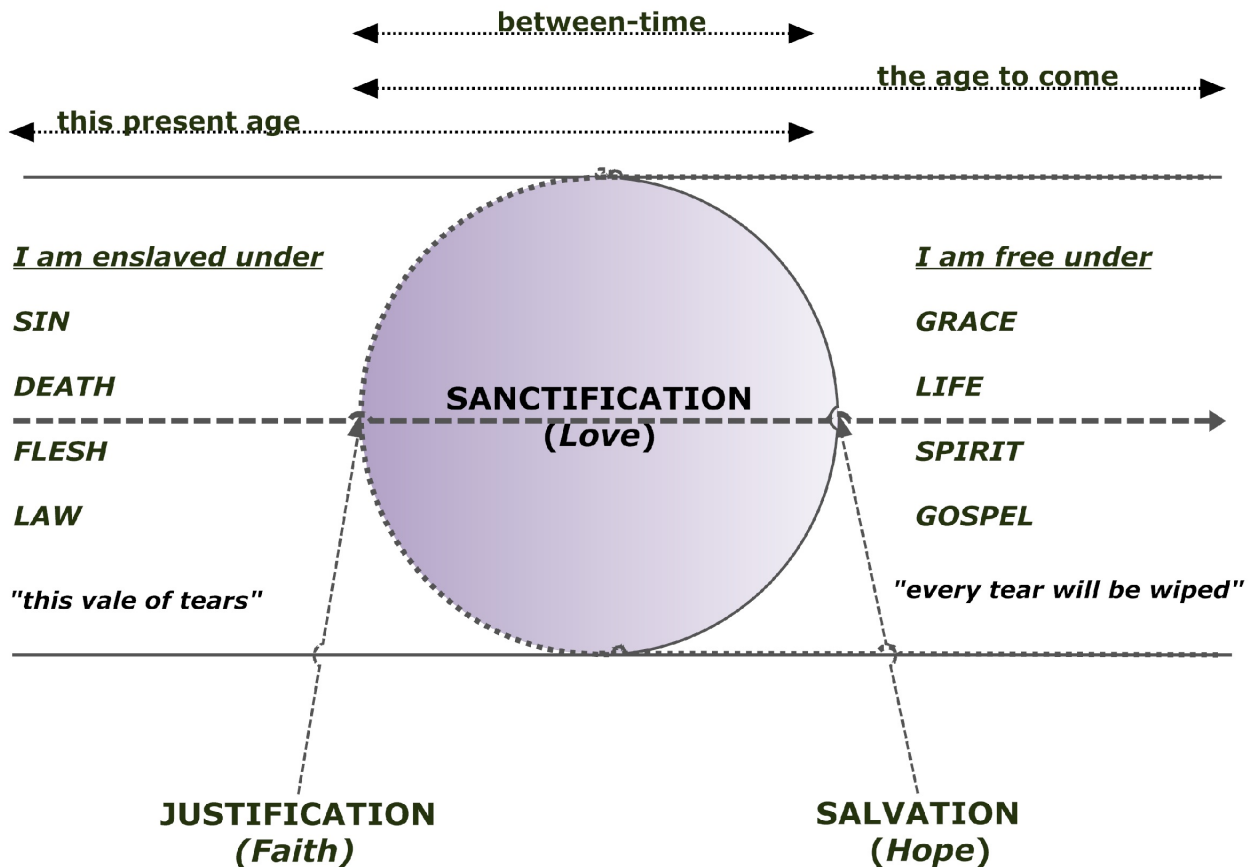 between-time
the age to come
this present age
I am enslaved under
SIN
DEATH
FLESH
LAW
"this vale of tears"
SANCTIFICATION
(Love)
I am free under
GRACE
LIFE
SPIRIT
GOSPEL
"every tear will be wiped"
JUSTIFICATION
(Faith)
SALVATION
(Hope)